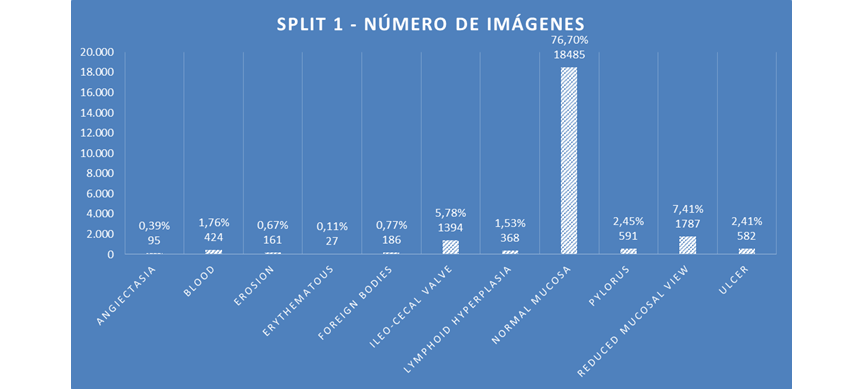 SPLIT 1 - NÚMERO DE IMÁGENES
20.000
18.000
16.000
14.000
12.000
10.000
8.000
6.000
4.000
2.000
0
0,39%
95
1,76%
424
0,67%
161
0,11%
27
0,77%
186
5,78%
1394
1,53%
368
76,70%
18485
2,45%
591
7,41%
1787
2,41%
582
ANGIECTASIA
BLOOD
EROSION
ERYTHEMATOUS
FOREIGN BODIES
ILEO-CECAL VALVE
LYMPHOID HYPERPLASIA
NORMAL MUCOSA
PYLORUS
REDUCED MUCOSAL VIEW
ULCER